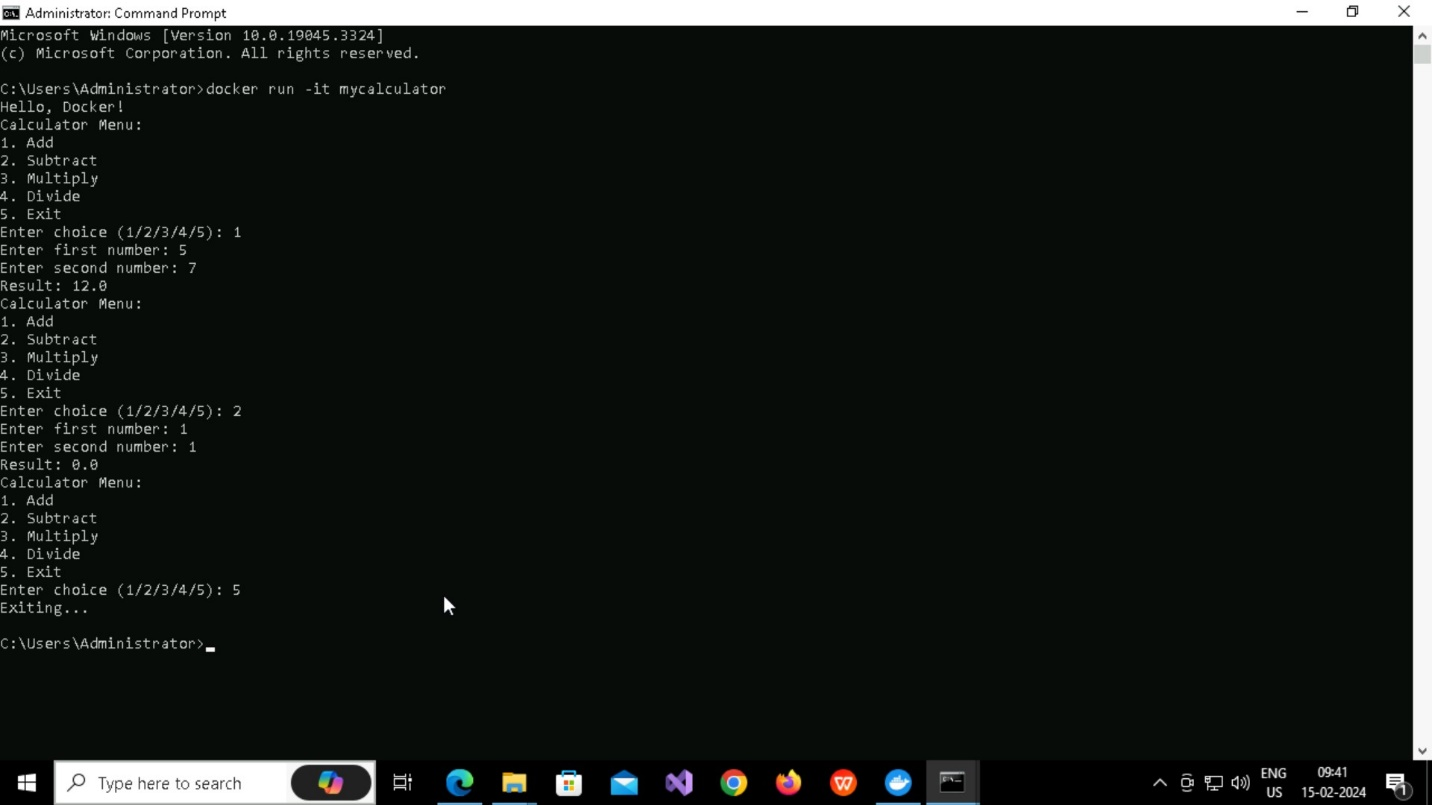 Administrator: Command Prompt
Microsoft Windows [Version 10.0.19045.3324]
(c) Microsoft Corporation. All rights reserved.
C:\Users\Administrator>docker run -it mycalculator
Hello, Docker!
Calculator Menu:
1. Add
2. Subtract
3. Multiply
4. Divide
5. Exit
Enter choice (1/2/3/4/5): 1
Enter first number: 5
Enter second number: 7
Result: 12.0
Calculator Menu:
1. Add
2. Subtract
3. Multiply
4. Divide
5. Exit
Enter choice (1/2/3/4/5): 2
Enter first number: 1
Enter second number: 1
Result: 0.0
Calculator Menu:
1. Add
2. Subtract
3. Multiply
4. Divide
5. Exit
Enter choice (1/2/3/4/5): 5
Exiting...
C:\Users\Administrator>
Type here to search
ENG
US
09:41
15-02-2024
1